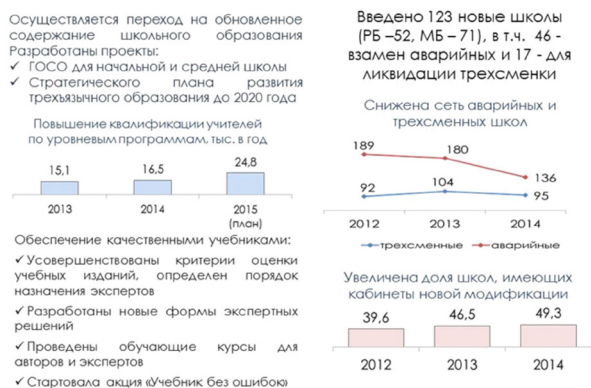 Осуществляется переход на обновленное
содержание школьного образования
Разработаны проекты:
✓ ГОСО для начальной и средней школы
✓ Стратегического плана развития
трехъязычного образования до 2020 года
Повышение квалификации учителей
по уровневым программам, тыс. в год
15,1 16,5 24,8
2013 2014 2015
(план)
Обеспечение качественными учебниками:
✓ Усовершенствованы критерии оценки
учебных изданий, определен порядок
назначения экспертов
✓ Разработаны новые формы экспертных
решений
✓ Проведены обучающие курсы для
авторов и экспертов
✓ Стартовала акция «Учебник без ошибок»
Введено 123 новые школы
(РБ –52, МБ – 71), в т.ч. 46 -
взамен аварийных и 17 - для
ликвидации трехсменки
Снижена сеть аварийных и
трехсменных школ
189 180 136
92 104 95
2012 2013 2014
трехсменные аварийные
Увеличена доля школ, имеющих
кабинеты новой модификации
39,6 46,5 49,3
2012 2013 2014